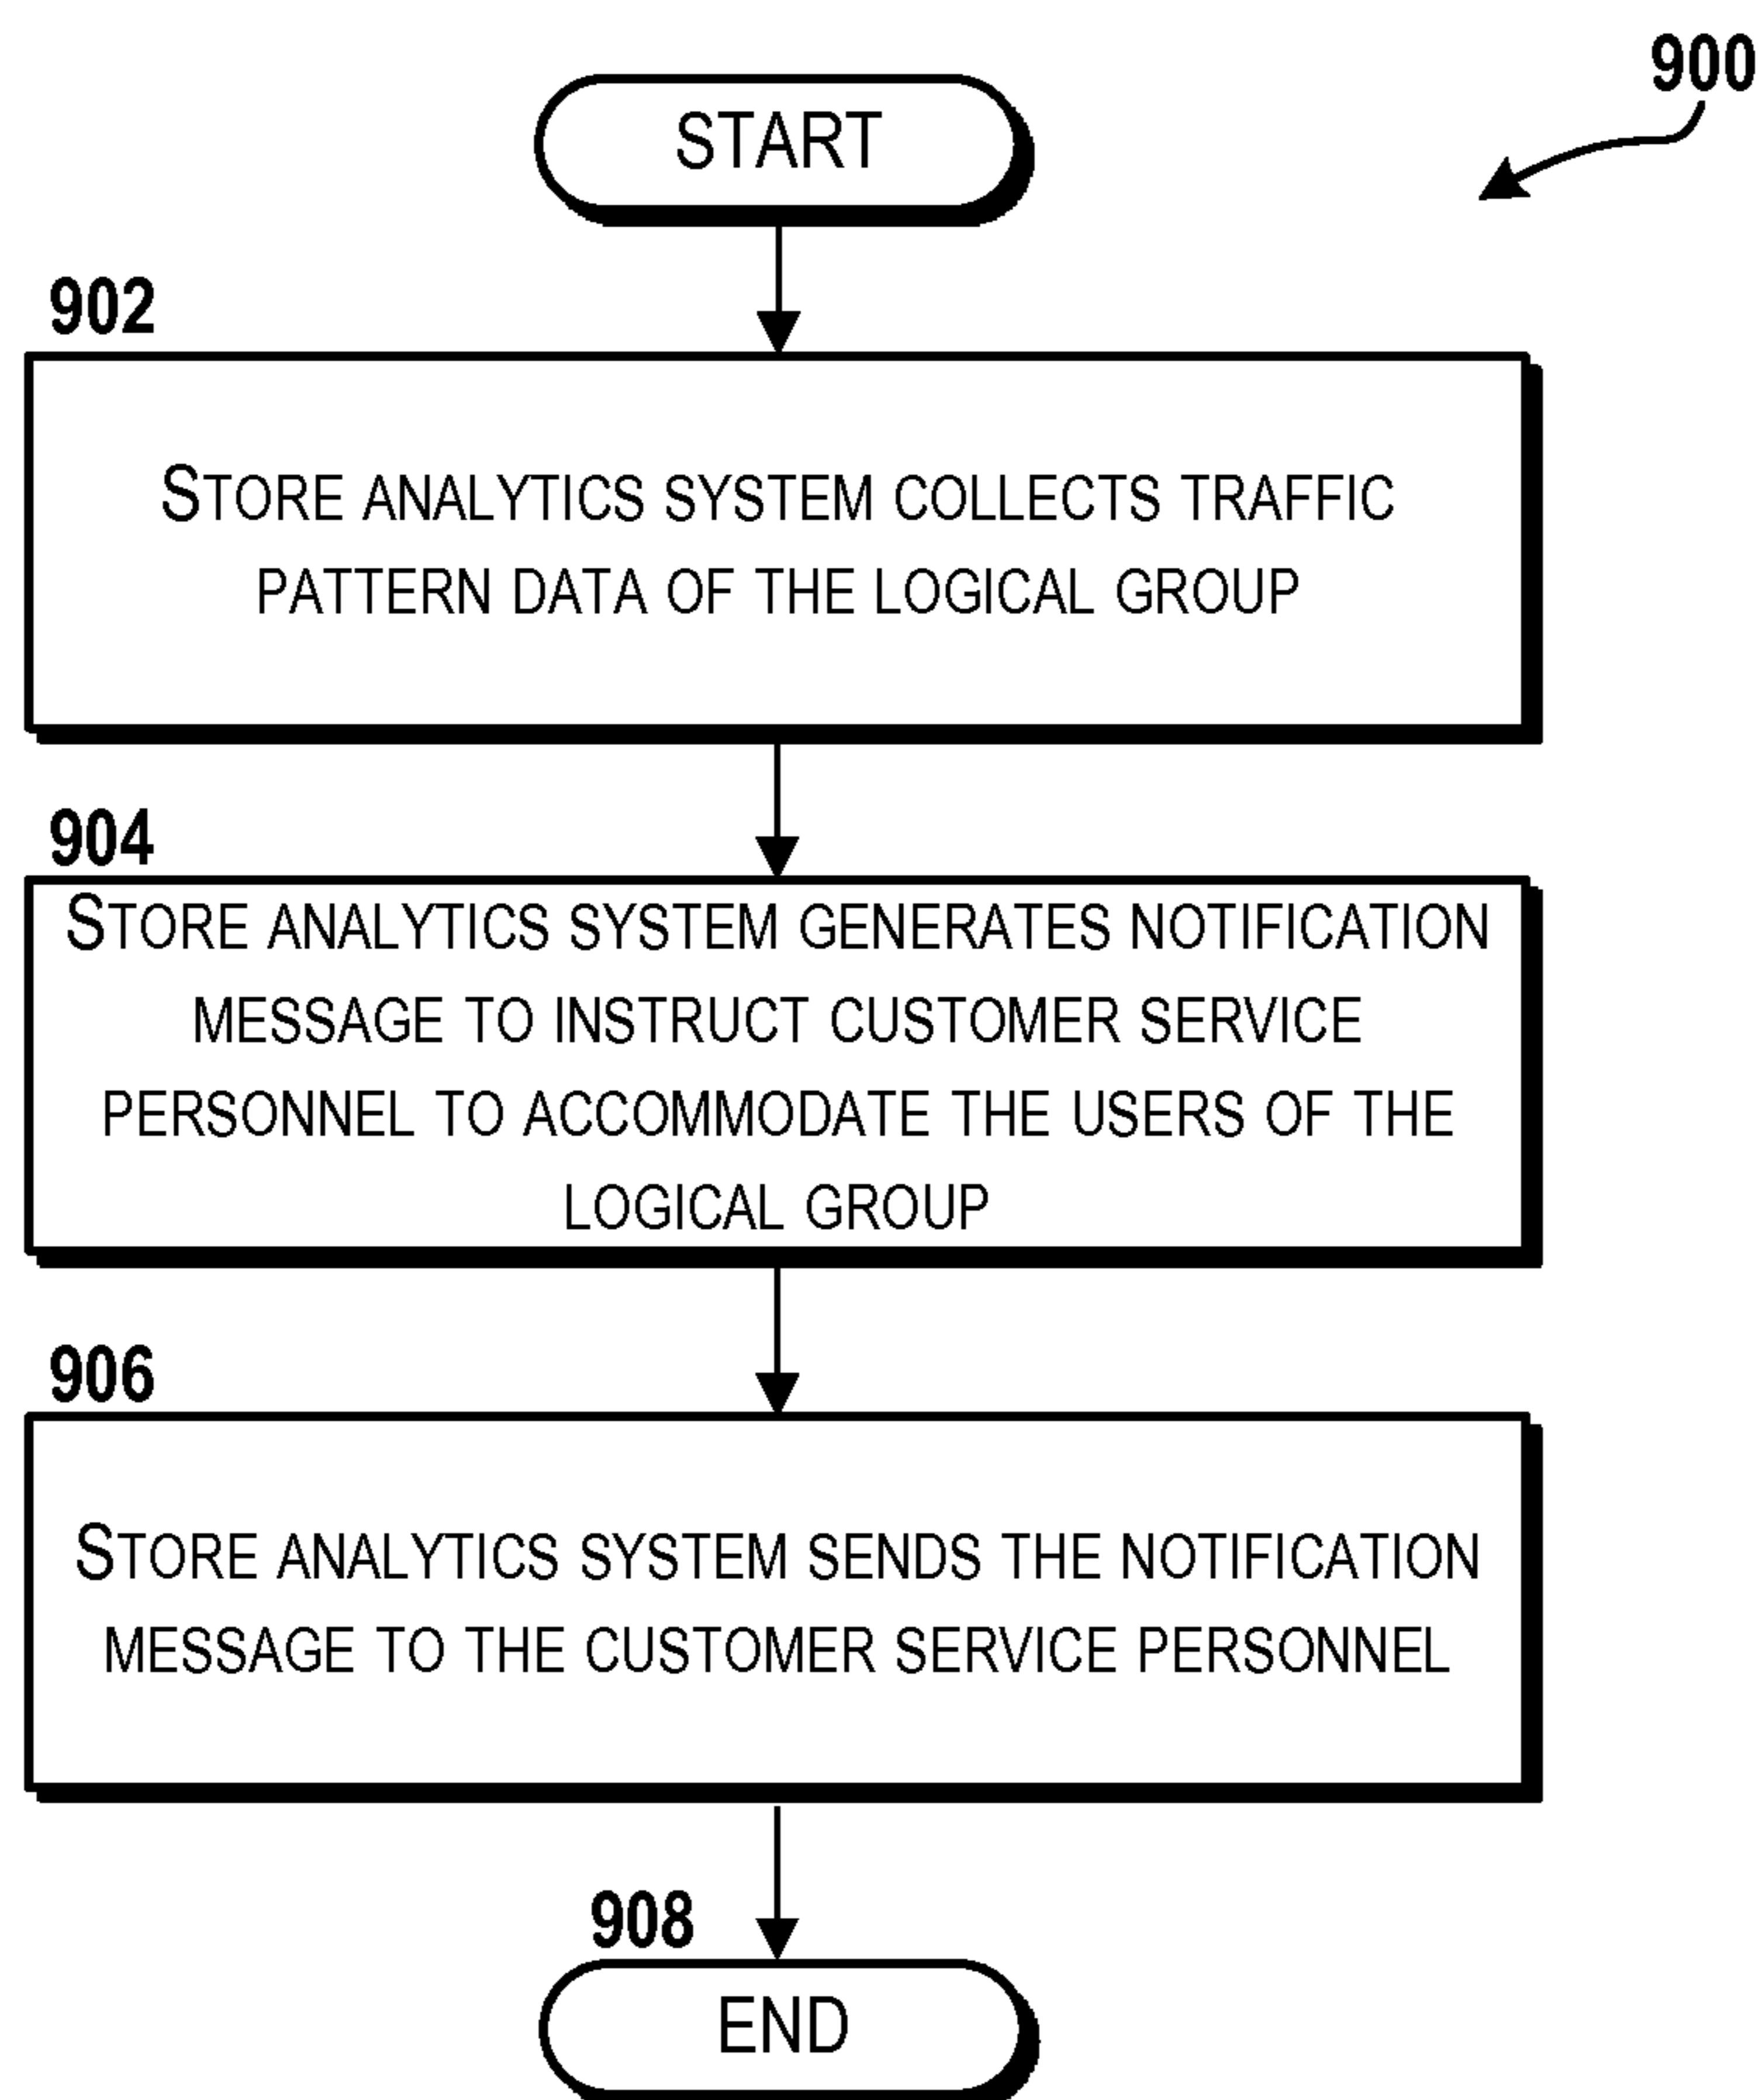 900
START
902
STORE ANALYTICS SYSTEM COLLECTS TRAFFIC
PATTERN DATA OF THE LOGICAL GROUP
904
STORE ANALYTICS SYSTEM GENERATES NOTIFICATION
MESSAGE TO INSTRUCT CUSTOMER SERVICE
PERSONNEL TO ACCOMMODATE THE USERS OF THE
LOGICAL GROUP
906
STORE ANALYTICS SYSTEM SENDS THE NOTIFICATION
MESSAGE TO THE CUSTOMER SERVICE PERSONNEL
908
END